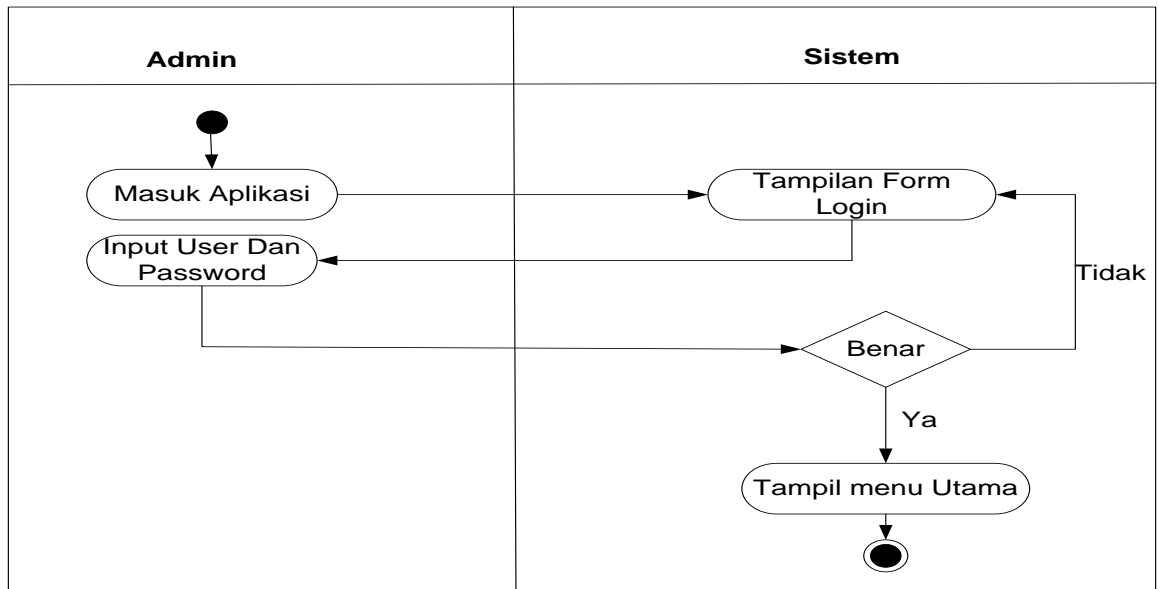 Admin
Sistem
Masuk Aplikasi
Tampilan Form
Login
Input User Dan
Password
Tidak
Benar
Ya
Tampil menu Utama